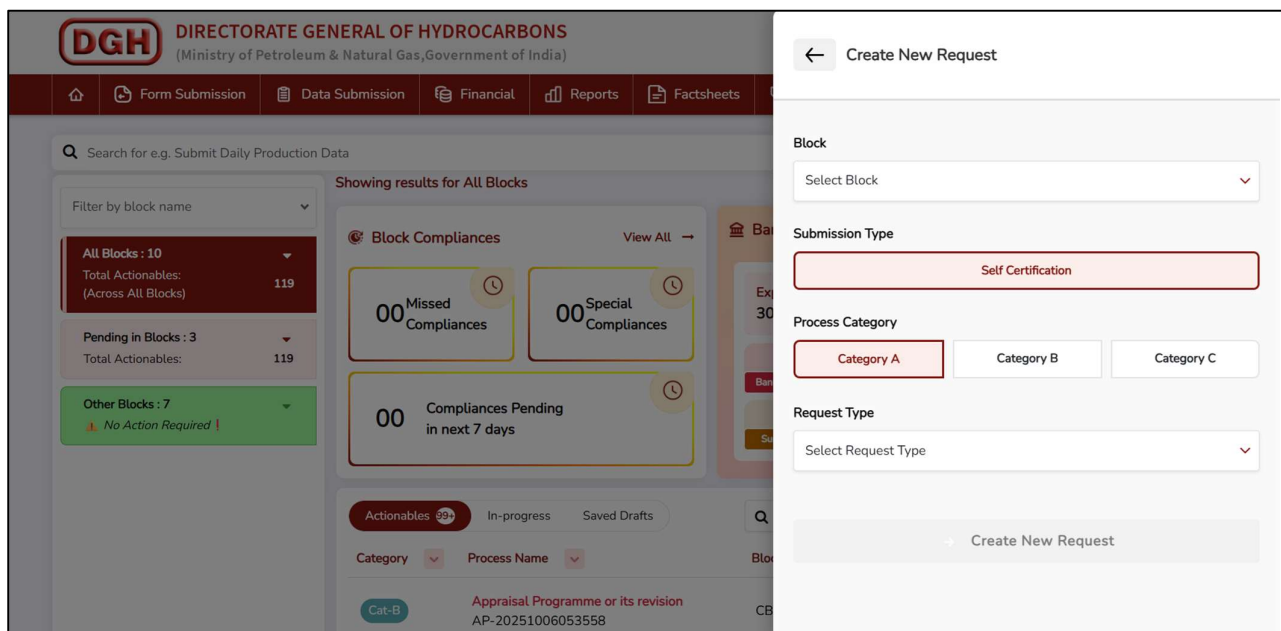 DGH
DIRECTORATE GENERAL OF HYDROCARBONS
(Ministry of Petroleum & Natural Gas,Government of India)
Form Submission
Data Submission
Financial
Reports
Factsheets
Search for e.g. Submit Daily Production Data
Filter by block name
All Blocks : 10
Total Actionables:
(Across All Blocks)
119
Pending in Blocks : 3
Total Actionables:
119
Other Blocks : 7
No Action Required
Showing results for All Blocks
Block Compliances
View All →
00 Missed
Compliances
00 Special
Compliances
00 Compliances Pending
in next 7 days
Actionables 99+
In-progress
Saved Drafts
Category
Process Name
Cat-B
Appraisal Programme or its revision
AP-20251006053558
CB
30
← Create New Request
Block
Select Block
Submission Type
Self Certification
Process Category
Category A
Category B
Category C
Request Type
Select Request Type
Create New Request